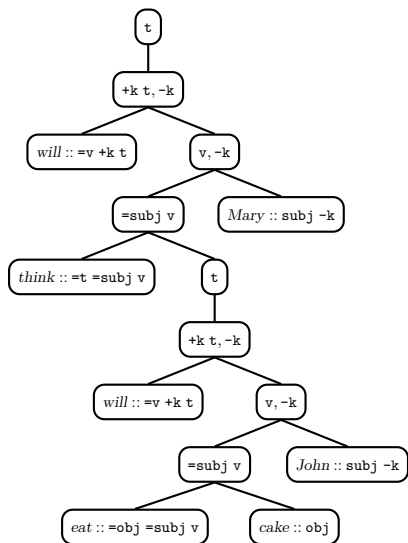 t
+k t, -k
will :: =v +k t
v, -k
=subj v
Mary :: subj -k
think :: =t =subj v
t
+k t, -k
will :: =v +k t
v, -k
=subj v
John :: subj -k
eat :: =obj =subj v
cake :: obj